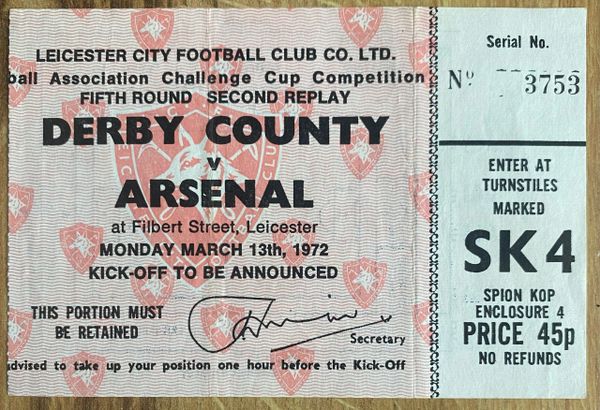 LEICESTER CITY FOOTBALL CLUB CO. LTD.
ball Association Challenge Cup Competition
FIFTH ROUND SECOND REPLAY
DERBY COUNTY
v
ARSENAL
at Filbert Street, Leicester
MONDAY MARCH 13th, 1972
KICK-OFF TO BE ANNOUNCED
THIS PORTION MUST
BE RETAINED
Secretary
advised to take up your position one hour before the Kick-Off
Serial No.
No 3753
ENTER AT
TURNSTILES
MARKED
SK4
SPION KOP
ENCLOSURE 4
PRICE 45p
NO REFUNDS